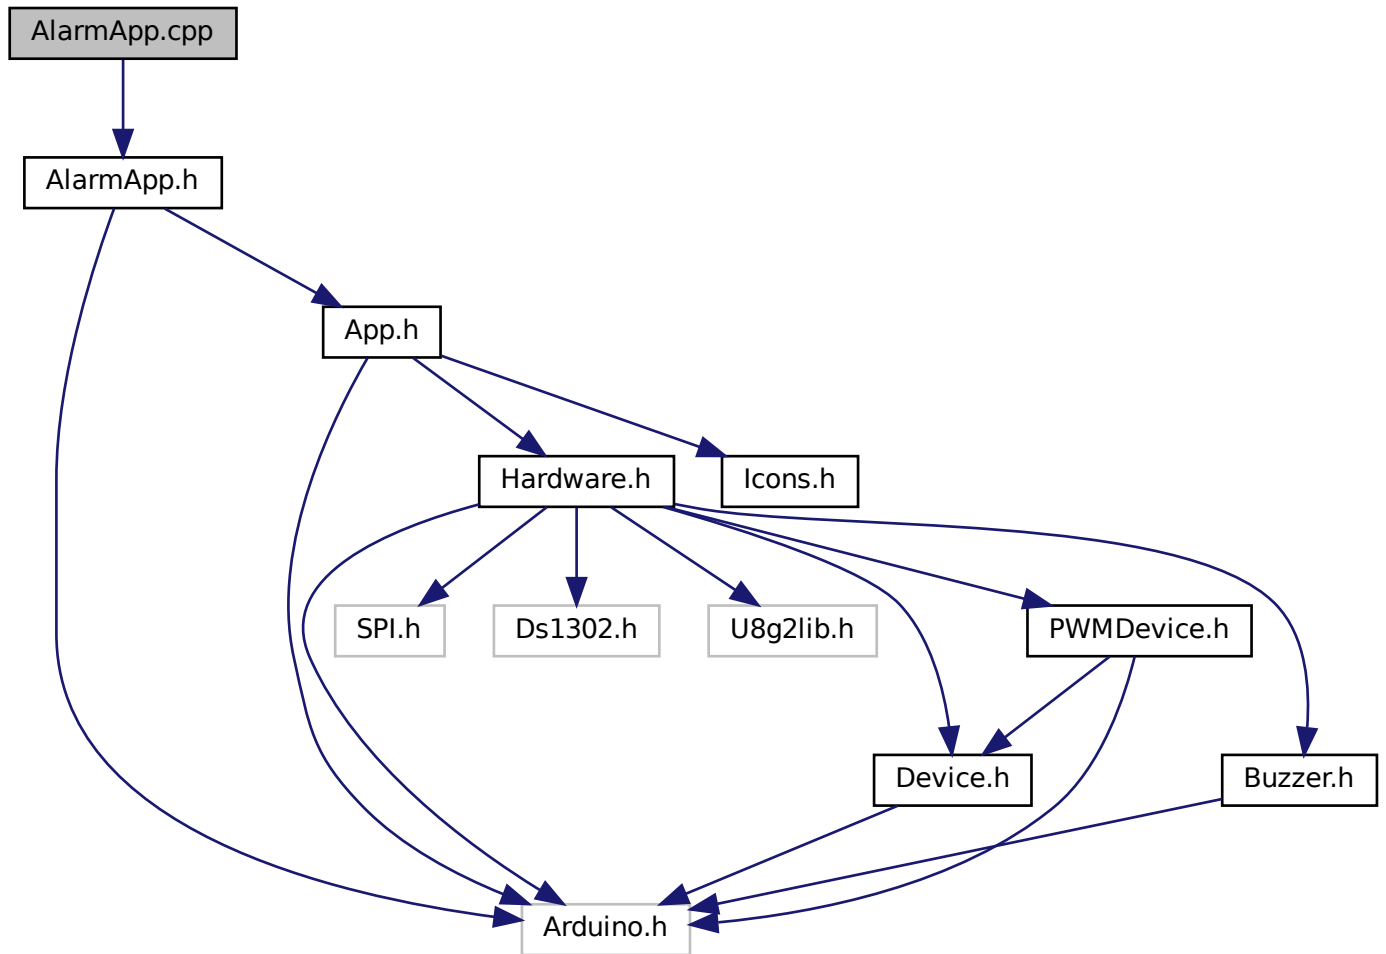 AlarmApp.cpp
AlarmApp.h
App.h
Hardware.h
Icons.h
SPI.h
Ds1302.h
U8g2lib.h
PWMDevice.h
Device.h
Buzzer.h
Arduino.h